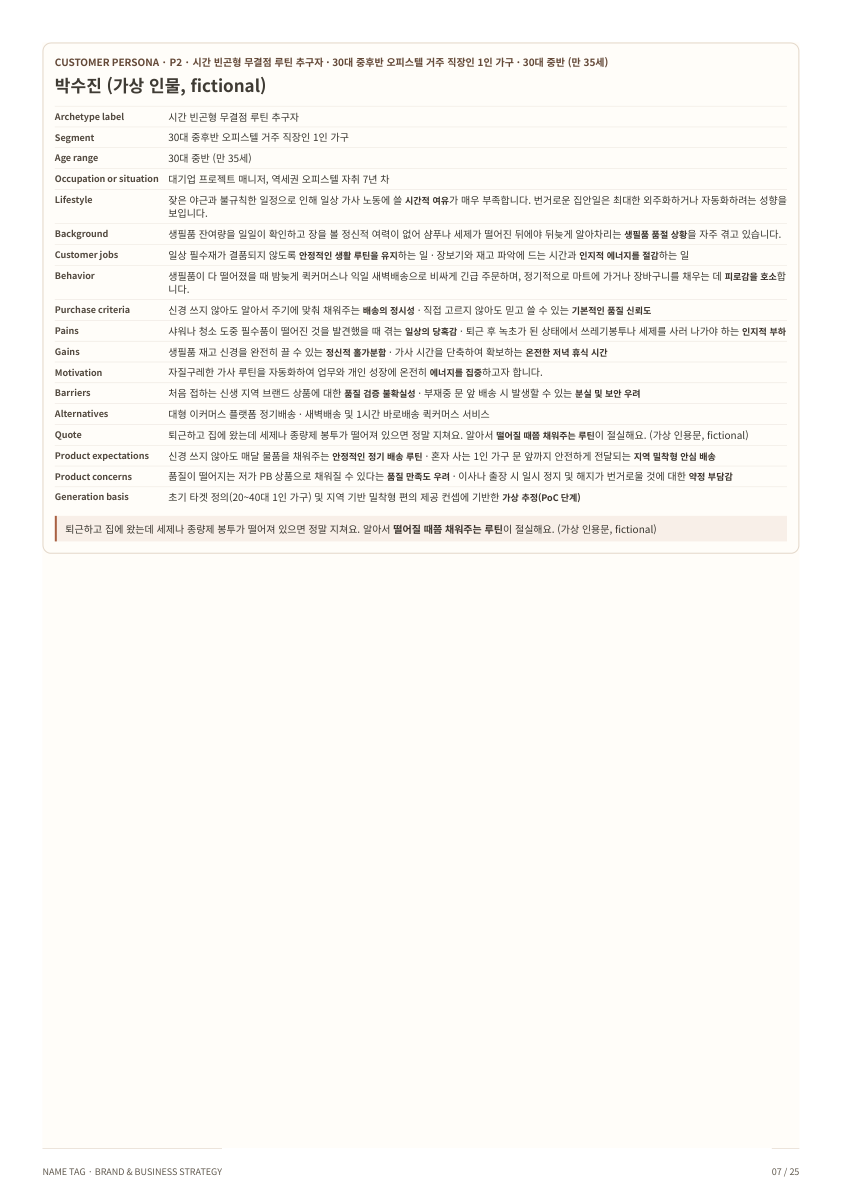 CUSTOMER PERSONA · P2 · 시간 빈곤형 무결점 루틴 추구자 · 30대 중후반 오피스텔 거주 직장인 1인 가구 · 30대 중반 (만 35세)
박수진 (가상 인물, fictional)
Archetype label 시간 빈곤형 무결점 루틴 추구자
Segment 30대 중후반 오피스텔 거주 직장인 1인 가구
Age range 30대 중반 (만 35세)
Occupation or situation 대기업 프로젝트 매니저, 역세권 오피스텔 자취 7년 차
Lifestyle 잦은 야근과 불규칙한 일정으로 인해 일상 가사 노동에 쓸 시간적 여유가 매우 부족합니다. 번거로운 집안일은 최대한 외주화하거나 자동화하려는 성향을
보입니다.
Background 생필품 잔여량을 일일이 확인하고 장을 볼 정신적 여력이 없어 샴푸나 세제가 떨어진 뒤에야 뒤늦게 알아차리는 생필품 품절 상황을 자주 겪고 있습니다.
Customer jobs 일상 필수재가 결품되지 않도록 안정적인 생활 루틴을 유지하는 일 · 장보기와 재고 파악에 드는 시간과 인지적 에너지를 절감하는 일
Behavior 생필품이 다 떨어졌을 때 밤늦게 퀵커머스나 익일 새벽배송으로 비싸게 긴급 주문하며, 정기적으로 마트에 가거나 장바구니를 채우는 데 피로감을 호소합
니다.
Purchase criteria 신경 쓰지 않아도 알아서 주기에 맞춰 채워주는 배송의 정시성 · 직접 고르지 않아도 믿고 쓸 수 있는 기본적인 품질 신뢰도
Pains 샤워나 청소 도중 필수품이 떨어진 것을 발견했을 때 겪는 일상의 당혹감 · 퇴근 후 녹초가 된 상태에서 쓰레기봉투나 세제를 사러 나가야 하는 인지적 부하
Gains 생필품 재고 신경을 완전히 끌 수 있는 정신적 홀가분함 · 가사 시간을 단축하여 확보하는 온전한 저녁 휴식 시간
Motivation 자질구레한 가사 루틴을 자동화하여 업무와 개인 성장에 온전히 에너지를 집중하고자 합니다.
Barriers 처음 접하는 신생 지역 브랜드 상품에 대한 품질 검증 불확실성 · 부재중 문 앞 배송 시 발생할 수 있는 분실 및 보안 우려
Alternatives 대형 이커머스 플랫폼 정기배송 · 새벽배송 및 1시간 바로배송 퀵커머스 서비스
Quote 퇴근하고 집에 왔는데 세제나 종량제 봉투가 떨어져 있으면 정말 지쳐요. 알아서 떨어질 때쯤 채워주는 루틴이 절실해요. (가상 인용문, fictional)
Product expectations 신경 쓰지 않아도 매달 물품을 채워주는 안정적인 정기 배송 루틴 · 혼자 사는 1인 가구 문 앞까지 안전하게 전달되는 지역 밀착형 안심 배송
Product concerns 품질이 떨어지는 저가 PB 상품으로 채워질 수 있다는 품질 만족도 우려 · 이사나 출장 시 일시 정지 및 해지가 번거로울 것에 대한 약정 부담감
Generation basis 초기 타겟 정의(20~40대 1인 가구) 및 지역 기반 밀착형 편의 제공 컨셉에 기반한 가상 추정(PoC 단계)
퇴근하고 집에 왔는데 세제나 종량제 봉투가 떨어져 있으면 정말 지쳐요. 알아서 떨어질 때쯤 채워주는 루틴이 절실해요. (가상 인용문, fictional)
NAME TAG · BRAND & BUSINESS STRATEGY
07 / 25